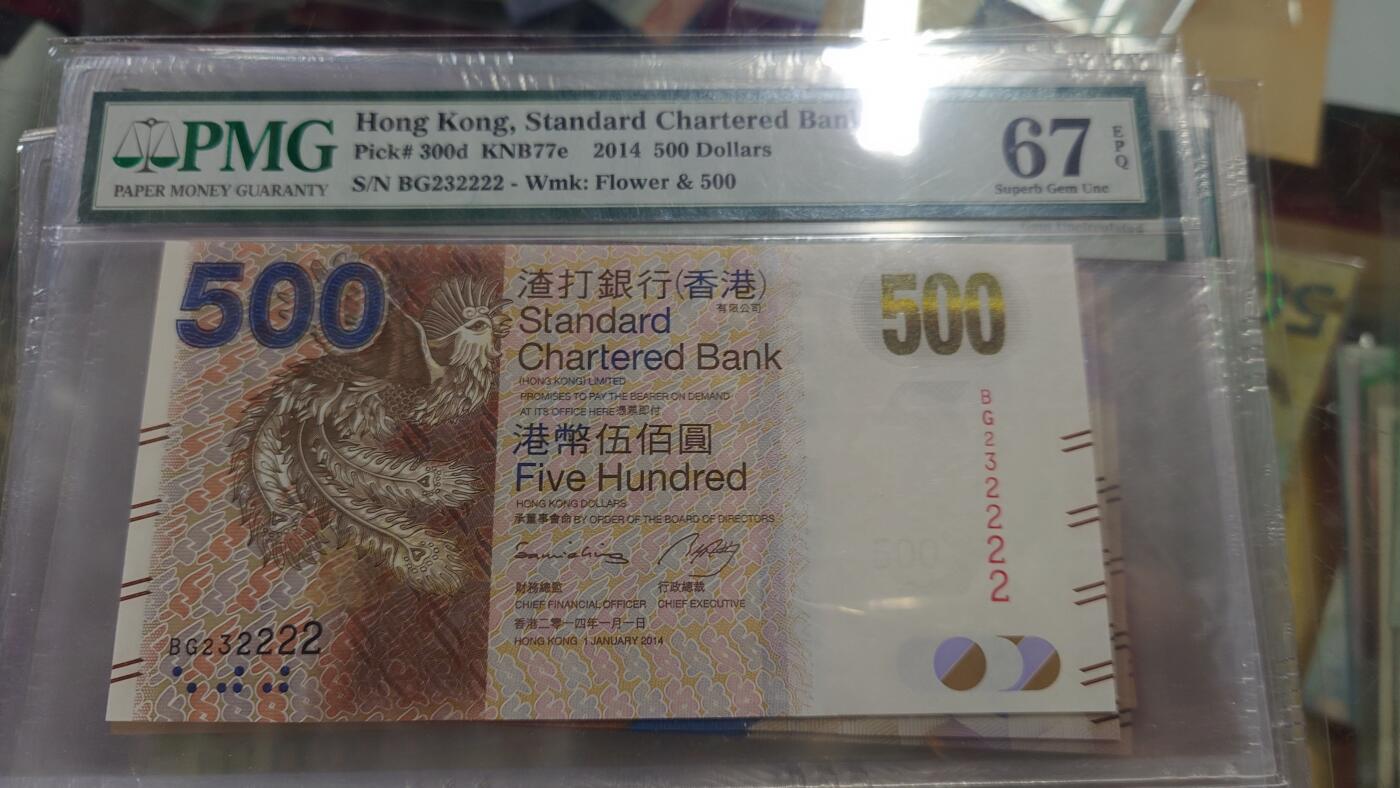 PMG
PAPER MONEY GUARANTY
Hong Kong, Standard Chartered Ban
Pick# 300d KNB77e 2014 500 Dollars
S/N BG232222 - Wmk: Flower & 500
67
EPQ
Superb Gem Unc
500
渣打銀行(香港)
有限公司
Standard
Chartered Bank
(HONG KONG) LIMITED
PROMISES TO PAY THE BEARER ON DEMAND
AT ITS OFFICE HERE 憑票即付
港幣伍佰圓
Five Hundred
HONG KONG DOLLARS
承董事會命 BY ORDER OF THE BOARD OF DIRECTORS
財務總監 行政總裁
CHIEF FINANCIAL OFFICER CHIEF EXECUTIVE
香港二零一四年一月一日
HONG KONG 1 JANUARY 2014
BG232222
500
BG232222
500